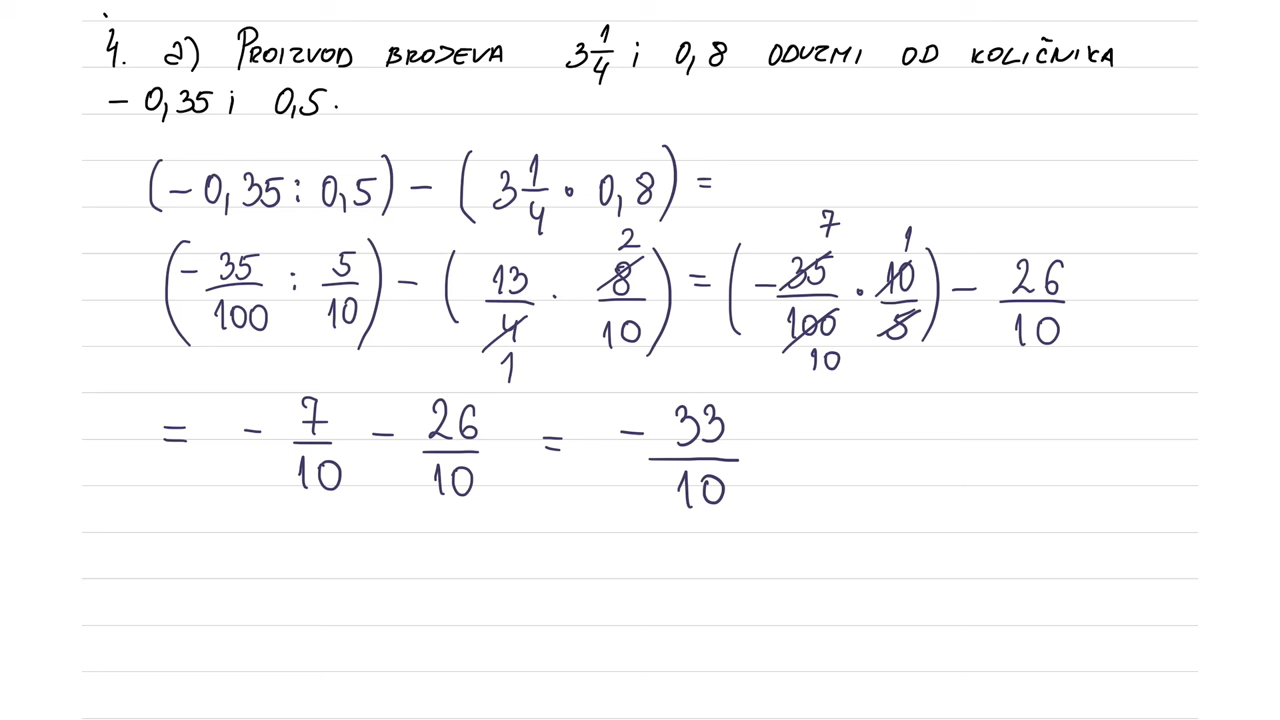 4. a) PROIZVOD BROJEVA 3 1/4 i 0,8 ODUZMI OD KOLIČNIKA
- 0,35 i 0,5.
(- 0,35 : 0,5) - (3 1/4 · 0,8) =
(- 35/100 : 5/10) - (13/4 · 8/10) = (- 35/100 · 10/5) - 26/10
= - 7/10 - 26/10 = - 33/10